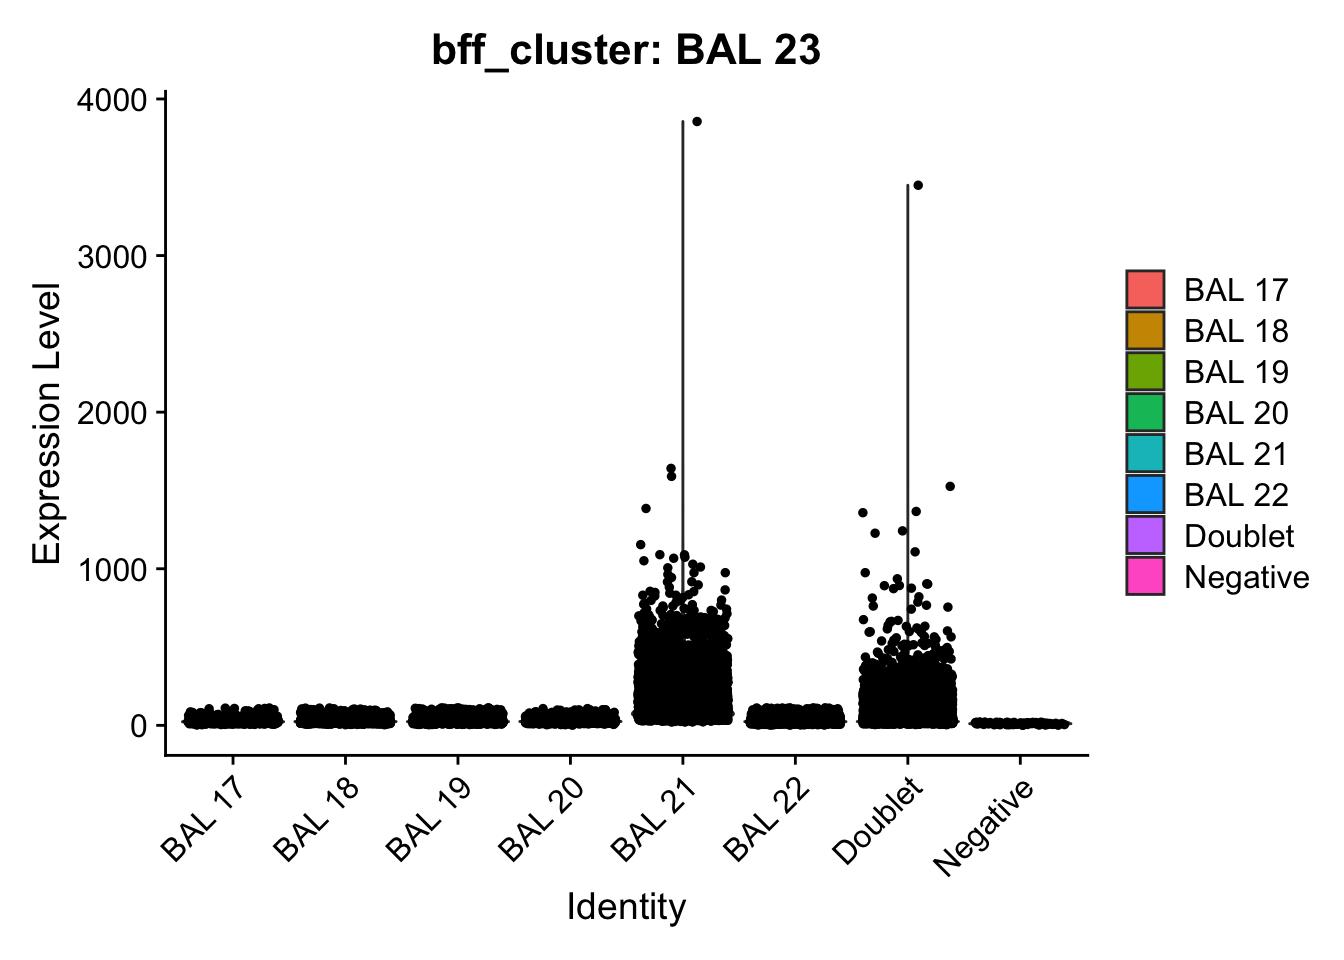 bff_cluster: BAL 23
Expression Level
4000
3000
2000
1000
0
BAL 17
BAL 18
BAL 19
BAL 20
BAL 21
BAL 22
Doublet
Negative
Identity
BAL 17
BAL 18
BAL 19
BAL 20
BAL 21
BAL 22
Doublet
Negative